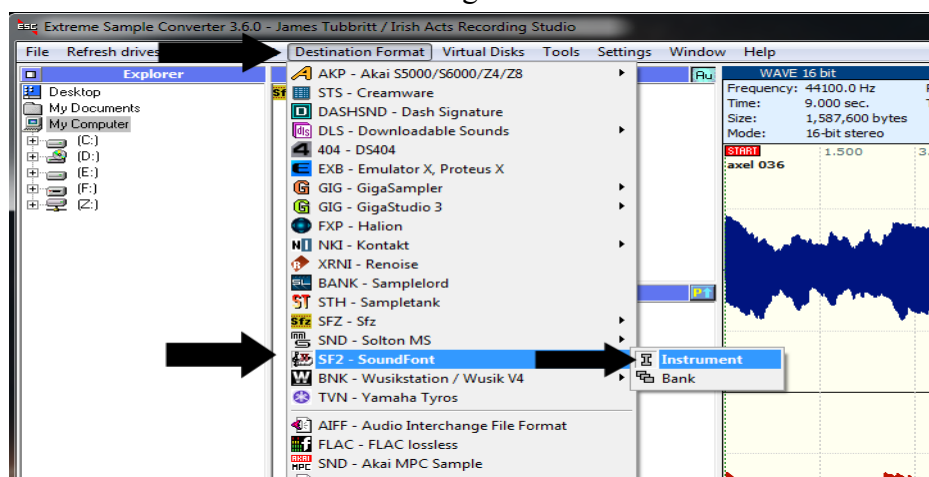 Extreme Sample Converter 3.6.0 - James Tubbritt / Irish Acts Recording Studio
File Refresh drives Destination Format Virtual Disks Tools Settings Window Help
Explorer
Desktop
My Documents
My Computer
(C:)
(D:)
(E:)
(F:)
(Z:)
AKP - Akai S5000/S6000/Z4/Z8
STS - Creamware
DASHSND - Dash Signature
DLS - Downloadable Sounds
404 - DS404
EXB - Emulator X, Proteus X
GIG - GigaSampler
GIG - GigaStudio 3
FXP - Halion
NKI - Kontakt
XRNI - Renoise
BANK - Samplelord
STH - Sampletank
SFZ - Sfz
SND - Solton MS
SF2 - SoundFont
BNK - Wusikstation / Wusik V4
TVN - Yamaha Tyros
AIFF - Audio Interchange File Format
FLAC - FLAC lossless
SND - Akai MPC Sample
Instrument
Bank
Au
WAVE 16 bit
Frequency: 44100.0 Hz
Time: 9.000 sec.
Size: 1,587,600 bytes
Mode: 16-bit stereo
START 1.500 3.
axel 036